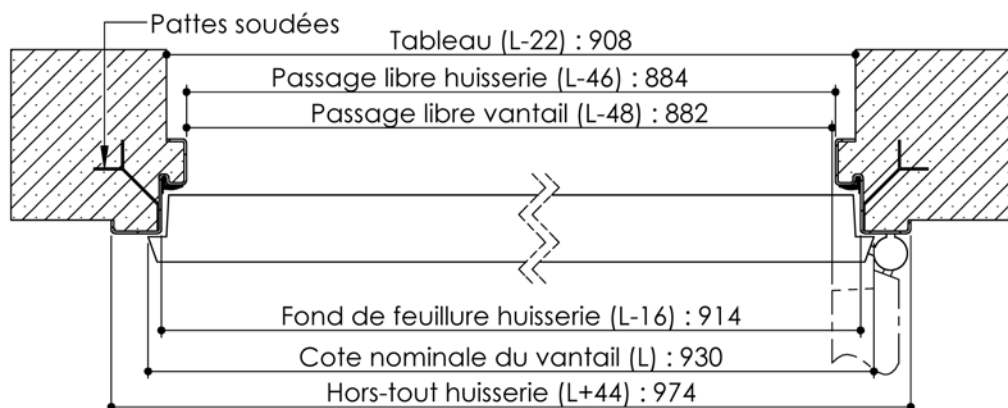 Pattes soudées
Tableau (L-22) : 908
Passage libre huisserie (L-46) : 884
Passage libre vantail (L-48) : 882
Fond de feuillure huisserie (L-16) : 914
Cote nominale du vantail (L) : 930
Hors-tout huisserie (L+44) : 974